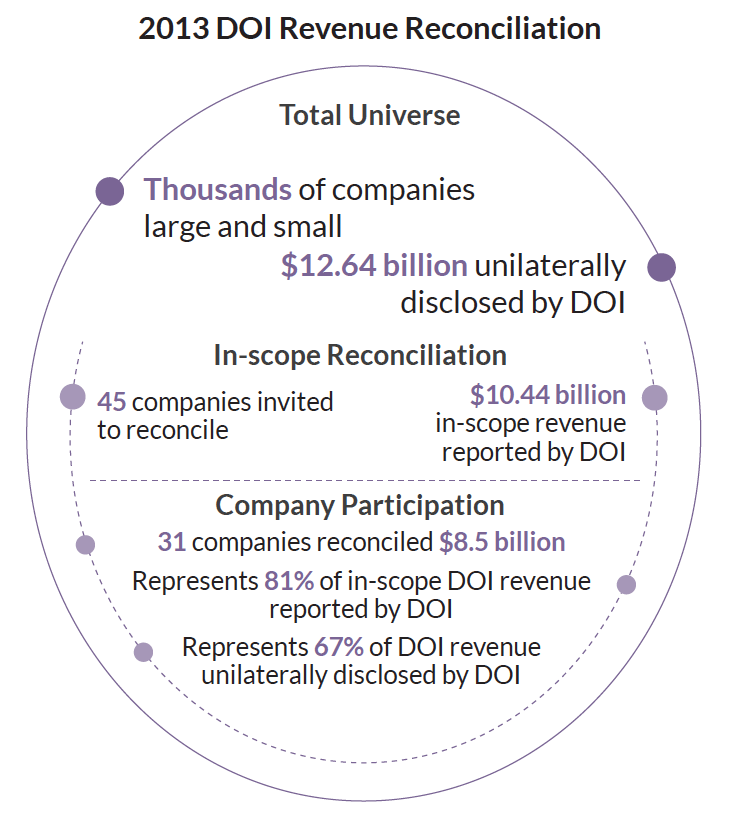 2013 DOI Revenue Reconciliation
Total Universe
Thousands of companies
large and small
$12.64 billion unilaterally
disclosed by DOI
In-scope Reconciliation
45 companies invited
to reconcile
$10.44 billion
in-scope revenue
reported by DOI
Company Participation
31 companies reconciled $8.5 billion
Represents 81% of in-scope DOI revenue
reported by DOI
Represents 67% of DOI revenue
unilaterally disclosed by DOI